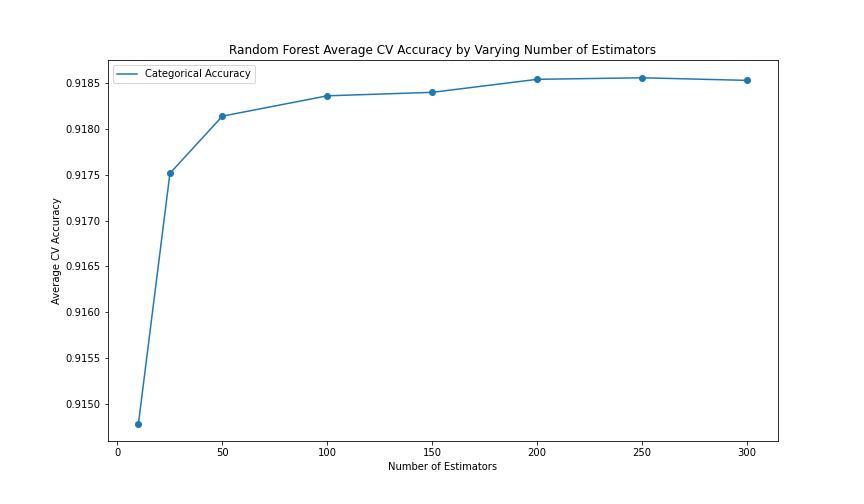 Random Forest Average CV Accuracy by Varying Number of Estimators
Categorical Accuracy
0.9185
0.9180
0.9175
0.9170
0.9165
0.9160
0.9155
0.9150
Average CV Accuracy
0 50 100 150 200 250 300
Number of Estimators